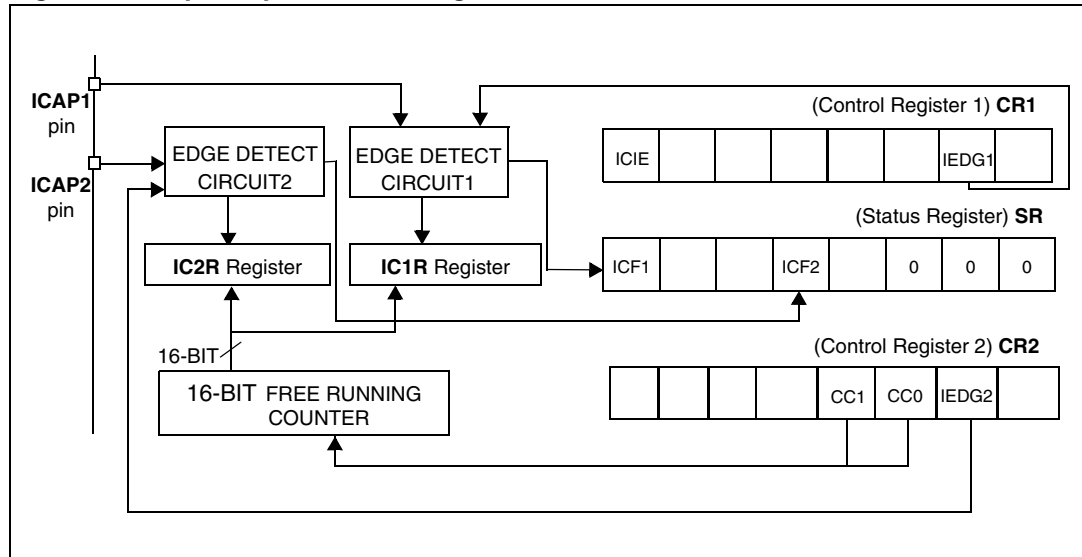 ICAP1
pin
ICAP2
pin
EDGE DETECT
CIRCUIT2
EDGE DETECT
CIRCUIT1
IC2R Register
IC1R Register
16-BIT
16-BIT FREE RUNNING
COUNTER
(Control Register 1) CR1
ICIE IEDG1
(Status Register) SR
ICF1 ICF2 0 0 0
(Control Register 2) CR2
CC1 CC0 IEDG2